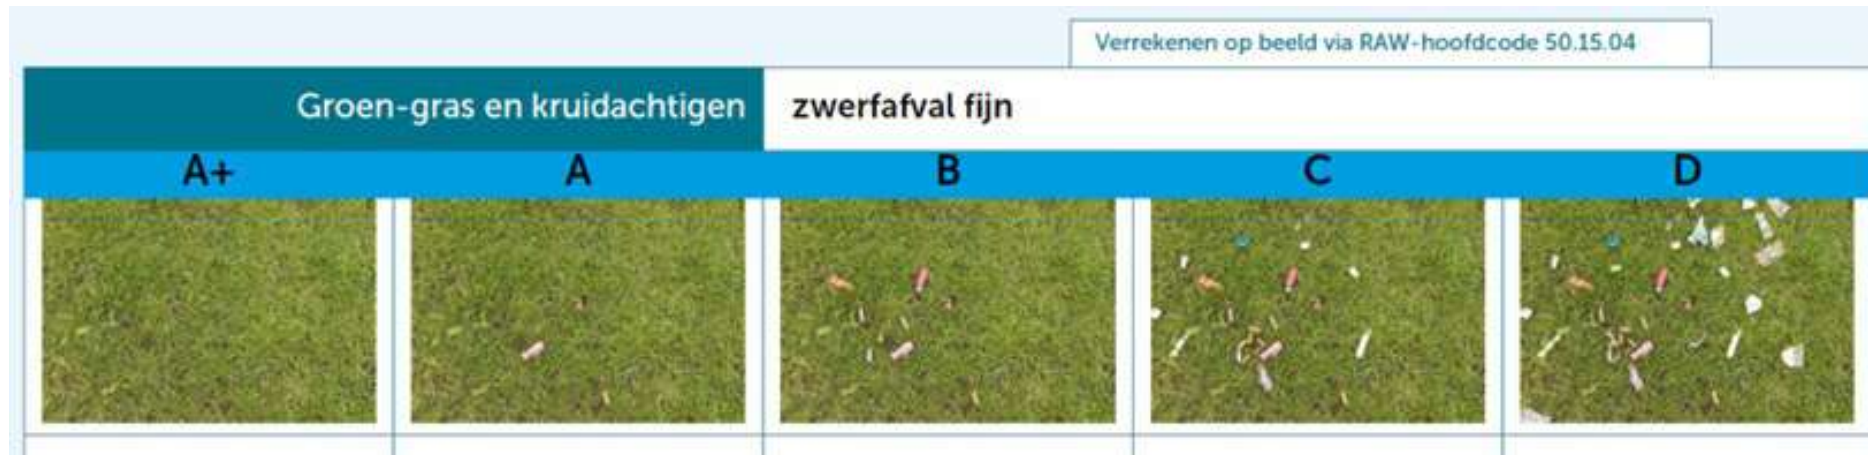 Verrekenen op beeld via RAW-hoofdcode 50.15.04
Groen-gras en kruidachtigen zwerfafval fijn
A+ A B C D